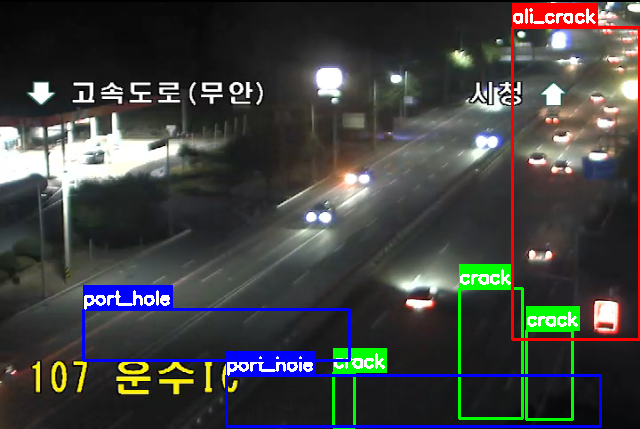 ali_crack
고속도로(무안)
시청
crack
port_hole
crack
crack
port_hole
107 운수IC